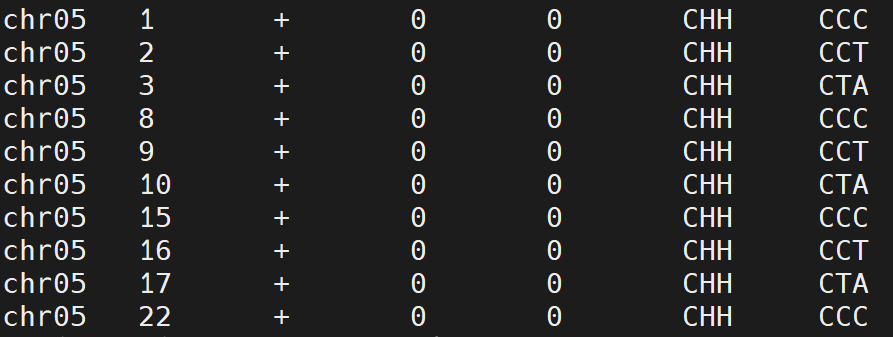 chr05 1 + 0 0 CHH CCC
chr05 2 + 0 0 CHH CCT
chr05 3 + 0 0 CHH CTA
chr05 8 + 0 0 CHH CCC
chr05 9 + 0 0 CHH CCT
chr05 10 + 0 0 CHH CTA
chr05 15 + 0 0 CHH CCC
chr05 16 + 0 0 CHH CCT
chr05 17 + 0 0 CHH CTA
chr05 22 + 0 0 CHH CCC